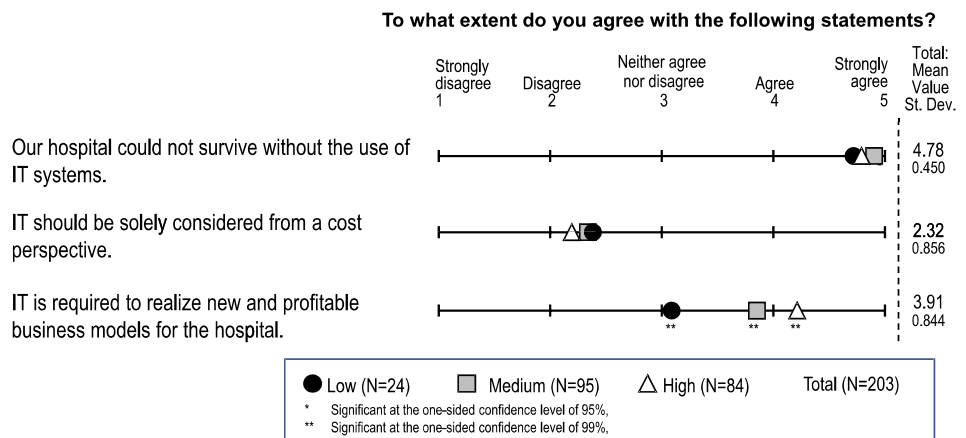 To what extent do you agree with the following statements?
Strongly disagree 1
Disagree 2
Neither agree nor disagree 3
Agree 4
Strongly agree 5
Total: Mean Value St. Dev.
Our hospital could not survive without the use of
IT systems.
4.78
0.450
IT should be solely considered from a cost
perspective.
2.32
0.856
IT is required to realize new and profitable
business models for the hospital.
** ** **
3.91
0.844
Low (N=24) Medium (N=95) High (N=84) Total (N=203)
* Significant at the one-sided confidence level of 95%,
** Significant at the one-sided confidence level of 99%,